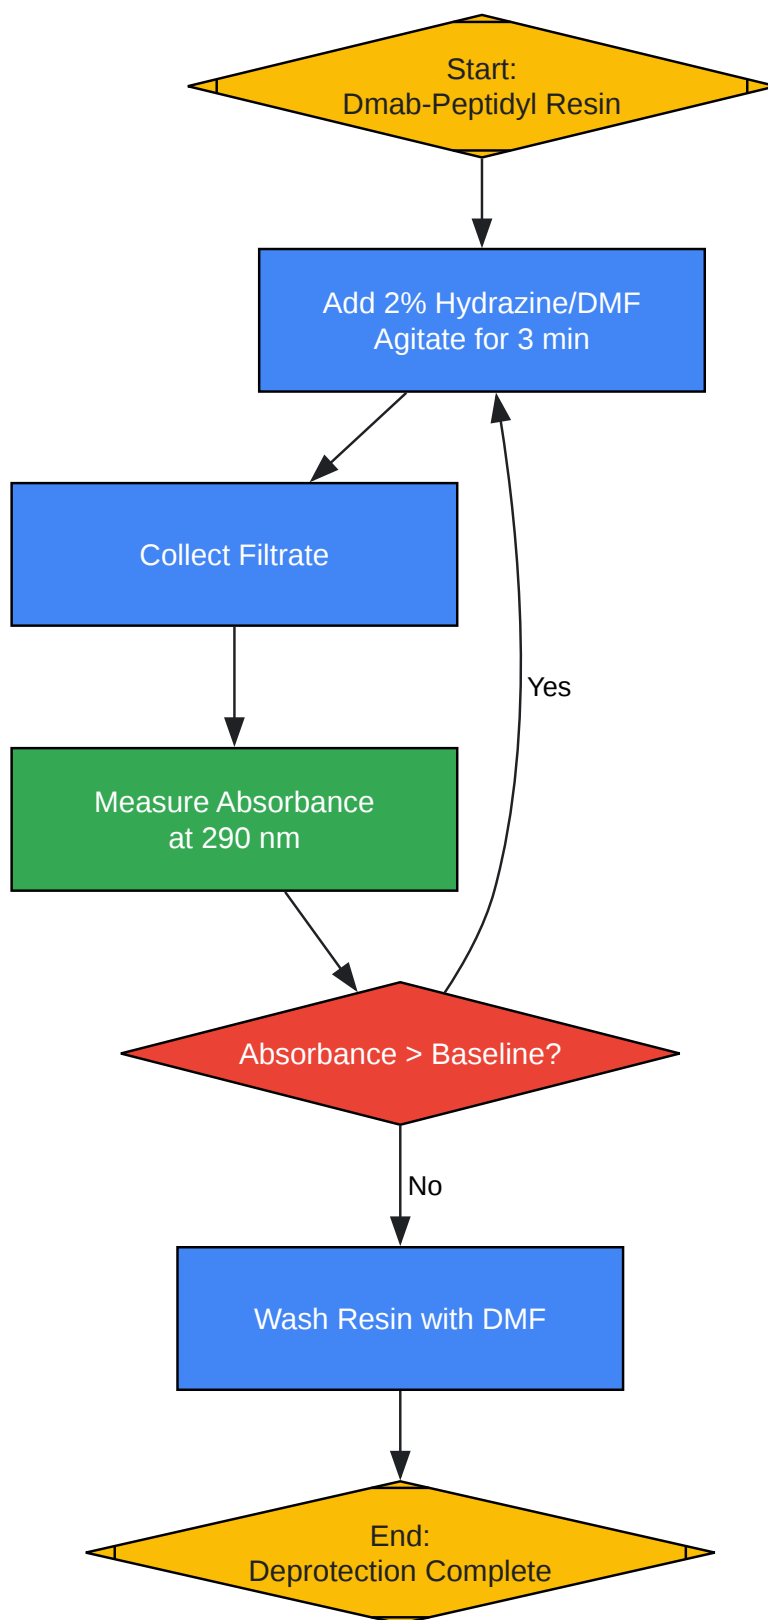 Start:
Dmab-Peptidyl Resin
Add 2% Hydrazine/DMF
Agitate for 3 min
Collect Filtrate
Yes
Measure Absorbance
at 290 nm
Absorbance > Baseline?
No
Wash Resin with DMF
End:
Deprotection Complete